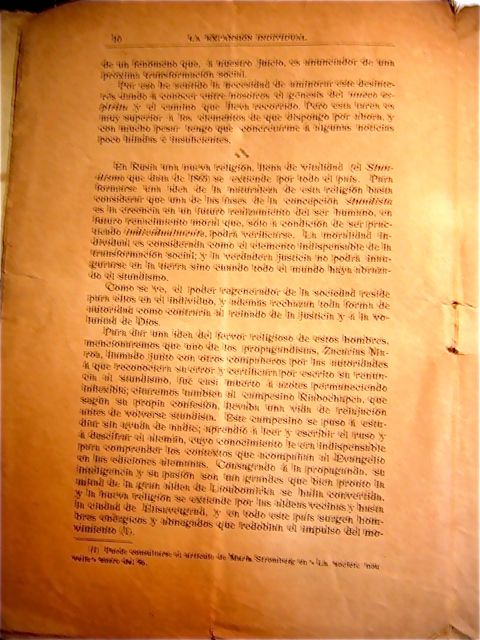 10 LA EXPANSIÓN INDIVIDUAL
de un fenómeno que, á nuestro juicio, es anunciador de una
próxima transformación social.
Por eso he sentido la necesidad de aminorar este desinte-
rés dando á conocer entre nosotros el génesis del nuevo es-
píritu y el camino que lleva recorrido. Pero esta tarea es
muy superior á los elementos de que dispongo por ahora, y
con mucho pesar tengo que concretarme á algunas noticias
poco hiladas é insuficientes.
En Rusia una nueva religión, llena de vitalidad (el Stun-
dismo que data de 1865 se extiende por todo el país. Para
formarse una idea de la naturaleza de esta religión basta
considerar que una de las fases de la concepción stundista
es la creencia en un futuro realzamiento del ser humano, en
futuro renacimiento moral que, sólo á condición de ser prac-
ticado individualmente, podrá verificarse. La moralidad in-
dividual es considerada como el elemento indispensable de la
transformación social; y la verdadera justicia no podrá inau-
gurarse en la tierra sino cuando todo el mundo haya abraza-
do el stundismo.
Como se ve, el poder regenerador de la sociedad reside
para ellos en el individuo, y además rechazan toda forma de
autoridad como contraria al reinado de la justicia y á la vo-
luntad de Dios.
Para dar una idea del fervor religioso de estos hombres,
mencionaremos que uno de los propagandistas, Zacarías
llamado junto con otros compañeros por las autoridades
á que reconociera su error y certificara por escrito su renun-
cia al stundismo, fué casi muerto á azotes permaneciendo
inflexible; citaremos también al campesino Riabochapea, que
según su propia confesión, llevaba una vida de relajación
antes de volverse stundista. Este campesino se puso á estu-
diar sin ayuda de nadie; aprendió á leer y escribir el ruso y
á descifrar el alemán, cuyo conocimiento le era indispensable
para comprender los contextos que acompañan al Evangelio
en las ediciones alemanas. Consagrado á la propaganda, su
inteligencia y su pasión son tan grandes que bien pronto la
mitad de la gran aldea de Lioubomirka se halla convertida,
y la nueva religión se extiende por las aldeas vecinas y hasta
la ciudad de Elisavetgrad, y en todo este país surgen hom-
bres enérgicos y abnegados que redoblan el impulso del mo-
vimiento (1).
(1) Puede consultarse el artículo de María Stromberg en «La Société nou
velle» enero del 96.